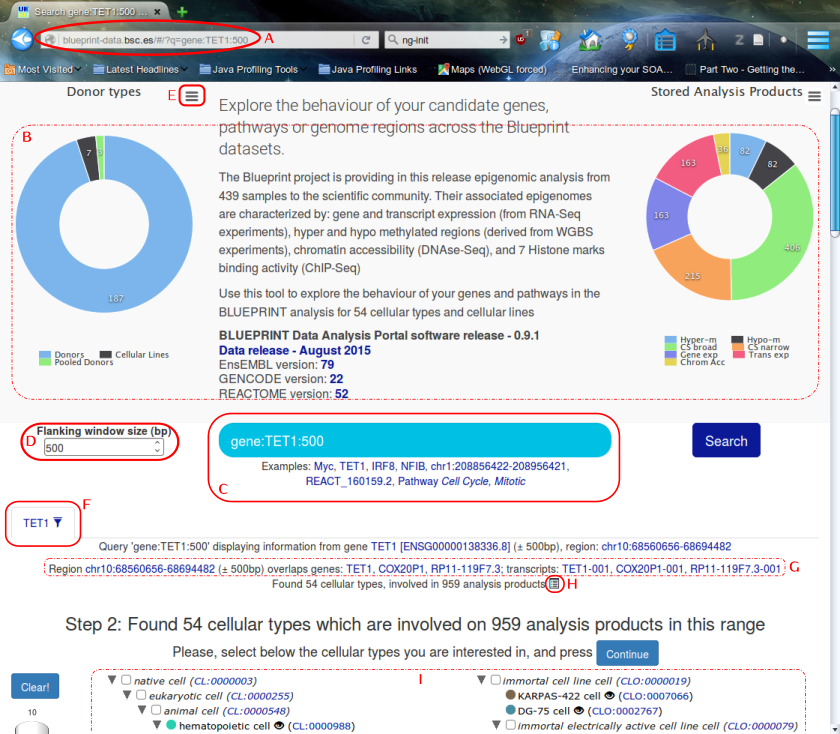 Search gene:TET1:500 ...
blueprint-data.bsc.es/#/?q=gene:TET1:500
A
ng-init
Most Visited
Latest Headlines
Java Profiling Tools
Java Profiling Links
Maps (WebGL forced)
Enhancing your SOA...
Part Two - Getting the...
»
Donor types
E
Stored Analysis Products
B
Explore the behaviour of your candidate genes,
pathways or genome regions across the Blueprint
datasets.
7
3
187
Donors
Cellular Lines
Pooled Donors
The Blueprint project is providing in this release epigenomic analysis from
439 samples to the scientific community. Their associated epigenomes
are characterized by: gene and transcript expression (from RNA-Seq
experiments), hyper and hypo methylated regions (derived from WGBS
experiments), chromatin accessibility (DNAse-Seq), and 7 Histone marks
binding activity (ChIP-Seq)
Use this tool to explore the behaviour of your genes and pathways in the
BLUEPRINT analysis for 54 cellular types and cellular lines
BLUEPRINT Data Analysis Portal software release - 0.9.1
Data release - August 2015
EnsEMBL version: 79
GENCODE version: 22
REACTOME version: 52
36
82
82
163
163
406
215
Hyper-m
Hypo-m
CS broad
CS narrow
Gene exp
Trans exp
Chrom Acc
Flanking window size (bp)
D
500
gene:TET1:500
Search
Examples: Myc, TET1, IRF8, NFIB, chr1:208856422-208956421,
REACT_160159.2, Pathway Cell Cycle, Mitotic
C
F
TET1
Query 'gene:TET1:500' displaying information from gene TET1 [ENSG00000138336.8] (± 500bp), region: chr10:68560656-68694482
Region chr10:68560656-68694482 (± 500bp) overlaps genes: TET1, COX20P1, RP11-119F7.3; transcripts: TET1-001, COX20P1-001, RP11-119F7.3-001
G
Found 54 cellular types, involved in 959 analysis products
H
Step 2: Found 54 cellular types which are involved on 959 analysis products in this range
Please, select below the cellular types you are interested in, and press Continue
I
Clear!
10
native cell (CL:0000003)
eukaryotic cell (CL:0000255)
animal cell (CL:0000548)
hematopoietic cell (CL:0000988)
immortal cell line cell (CLO:0000019)
KARPAS-422 cell (CLO:0007066)
DG-75 cell (CLO:0002767)
immortal electrically active cell line cell (CLO:0000079)